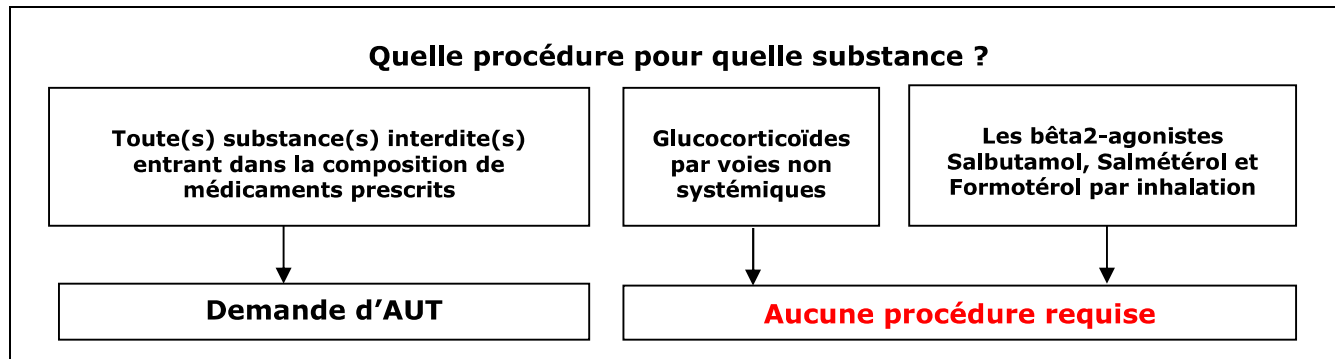 Quelle procédure pour quelle substance ?
Toute(s) substance(s) interdite(s)
entrant dans la composition de
médicaments prescrits
Glucocorticoïdes
par voies non
systémiques
Les bêta2-agonistes
Salbutamol, Salmétérol et
Formotérol par inhalation
Demande d’AUT
Aucune procédure requise